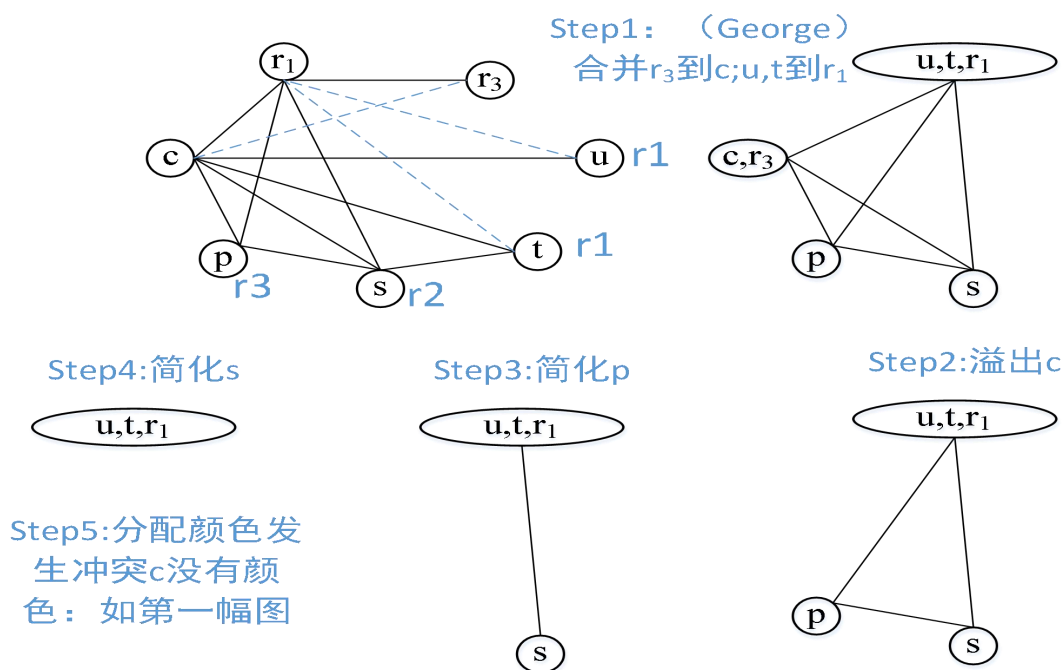 Step1: （George）
合并r₃到c;u,t到r₁
r₁
r₃
c
u
r1
p
r3
s
r2
t
r1
u,t,r₁
c,r₃
p
s
Step4:简化s
u,t,r₁
Step3:简化p
u,t,r₁
s
Step2:溢出c
u,t,r₁
p
s
Step5:分配颜色发
生冲突c没有颜
色：如第一幅图